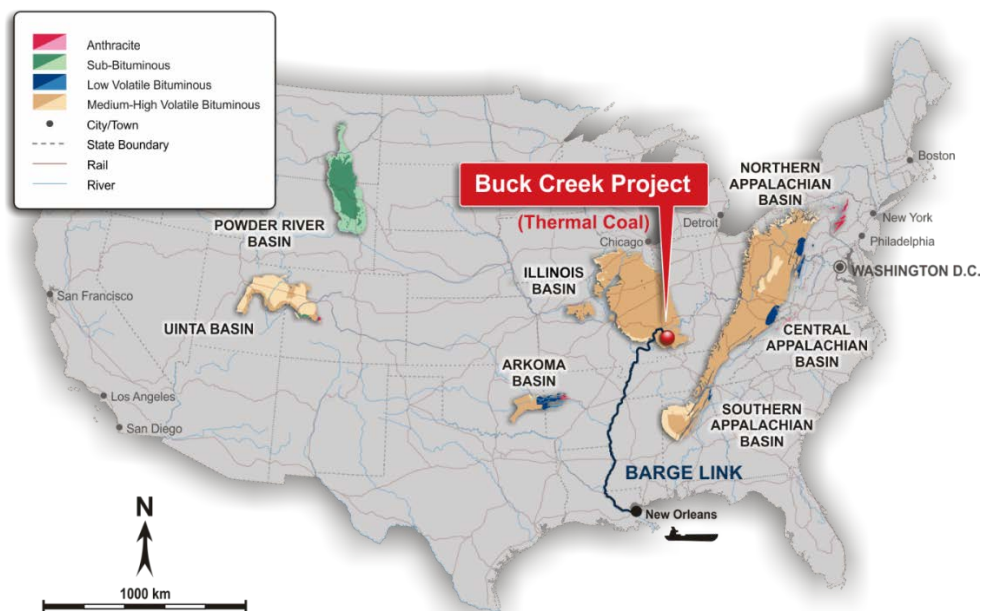 Anthracite
Sub-Bituminous
Low Volatile Bituminous
Medium-High Volatile Bituminous
City/Town
State Boundary
Rail
River
Buck Creek Project
(Thermal Coal)
Chicago
Detroit
Boston
NORTHERN
APPALACHIAN
BASIN
New York
Philadelphia
WASHINGTON D.C.
POWDER RIVER
BASIN
ILLINOIS
BASIN
San Francisco
UINTA BASIN
CENTRAL
APPALACHIAN
BASIN
ARKOMA
BASIN
Los Angeles
San Diego
SOUTHERN
APPALACHIAN
BASIN
BARGE LINK
New Orleans
N
1000 km